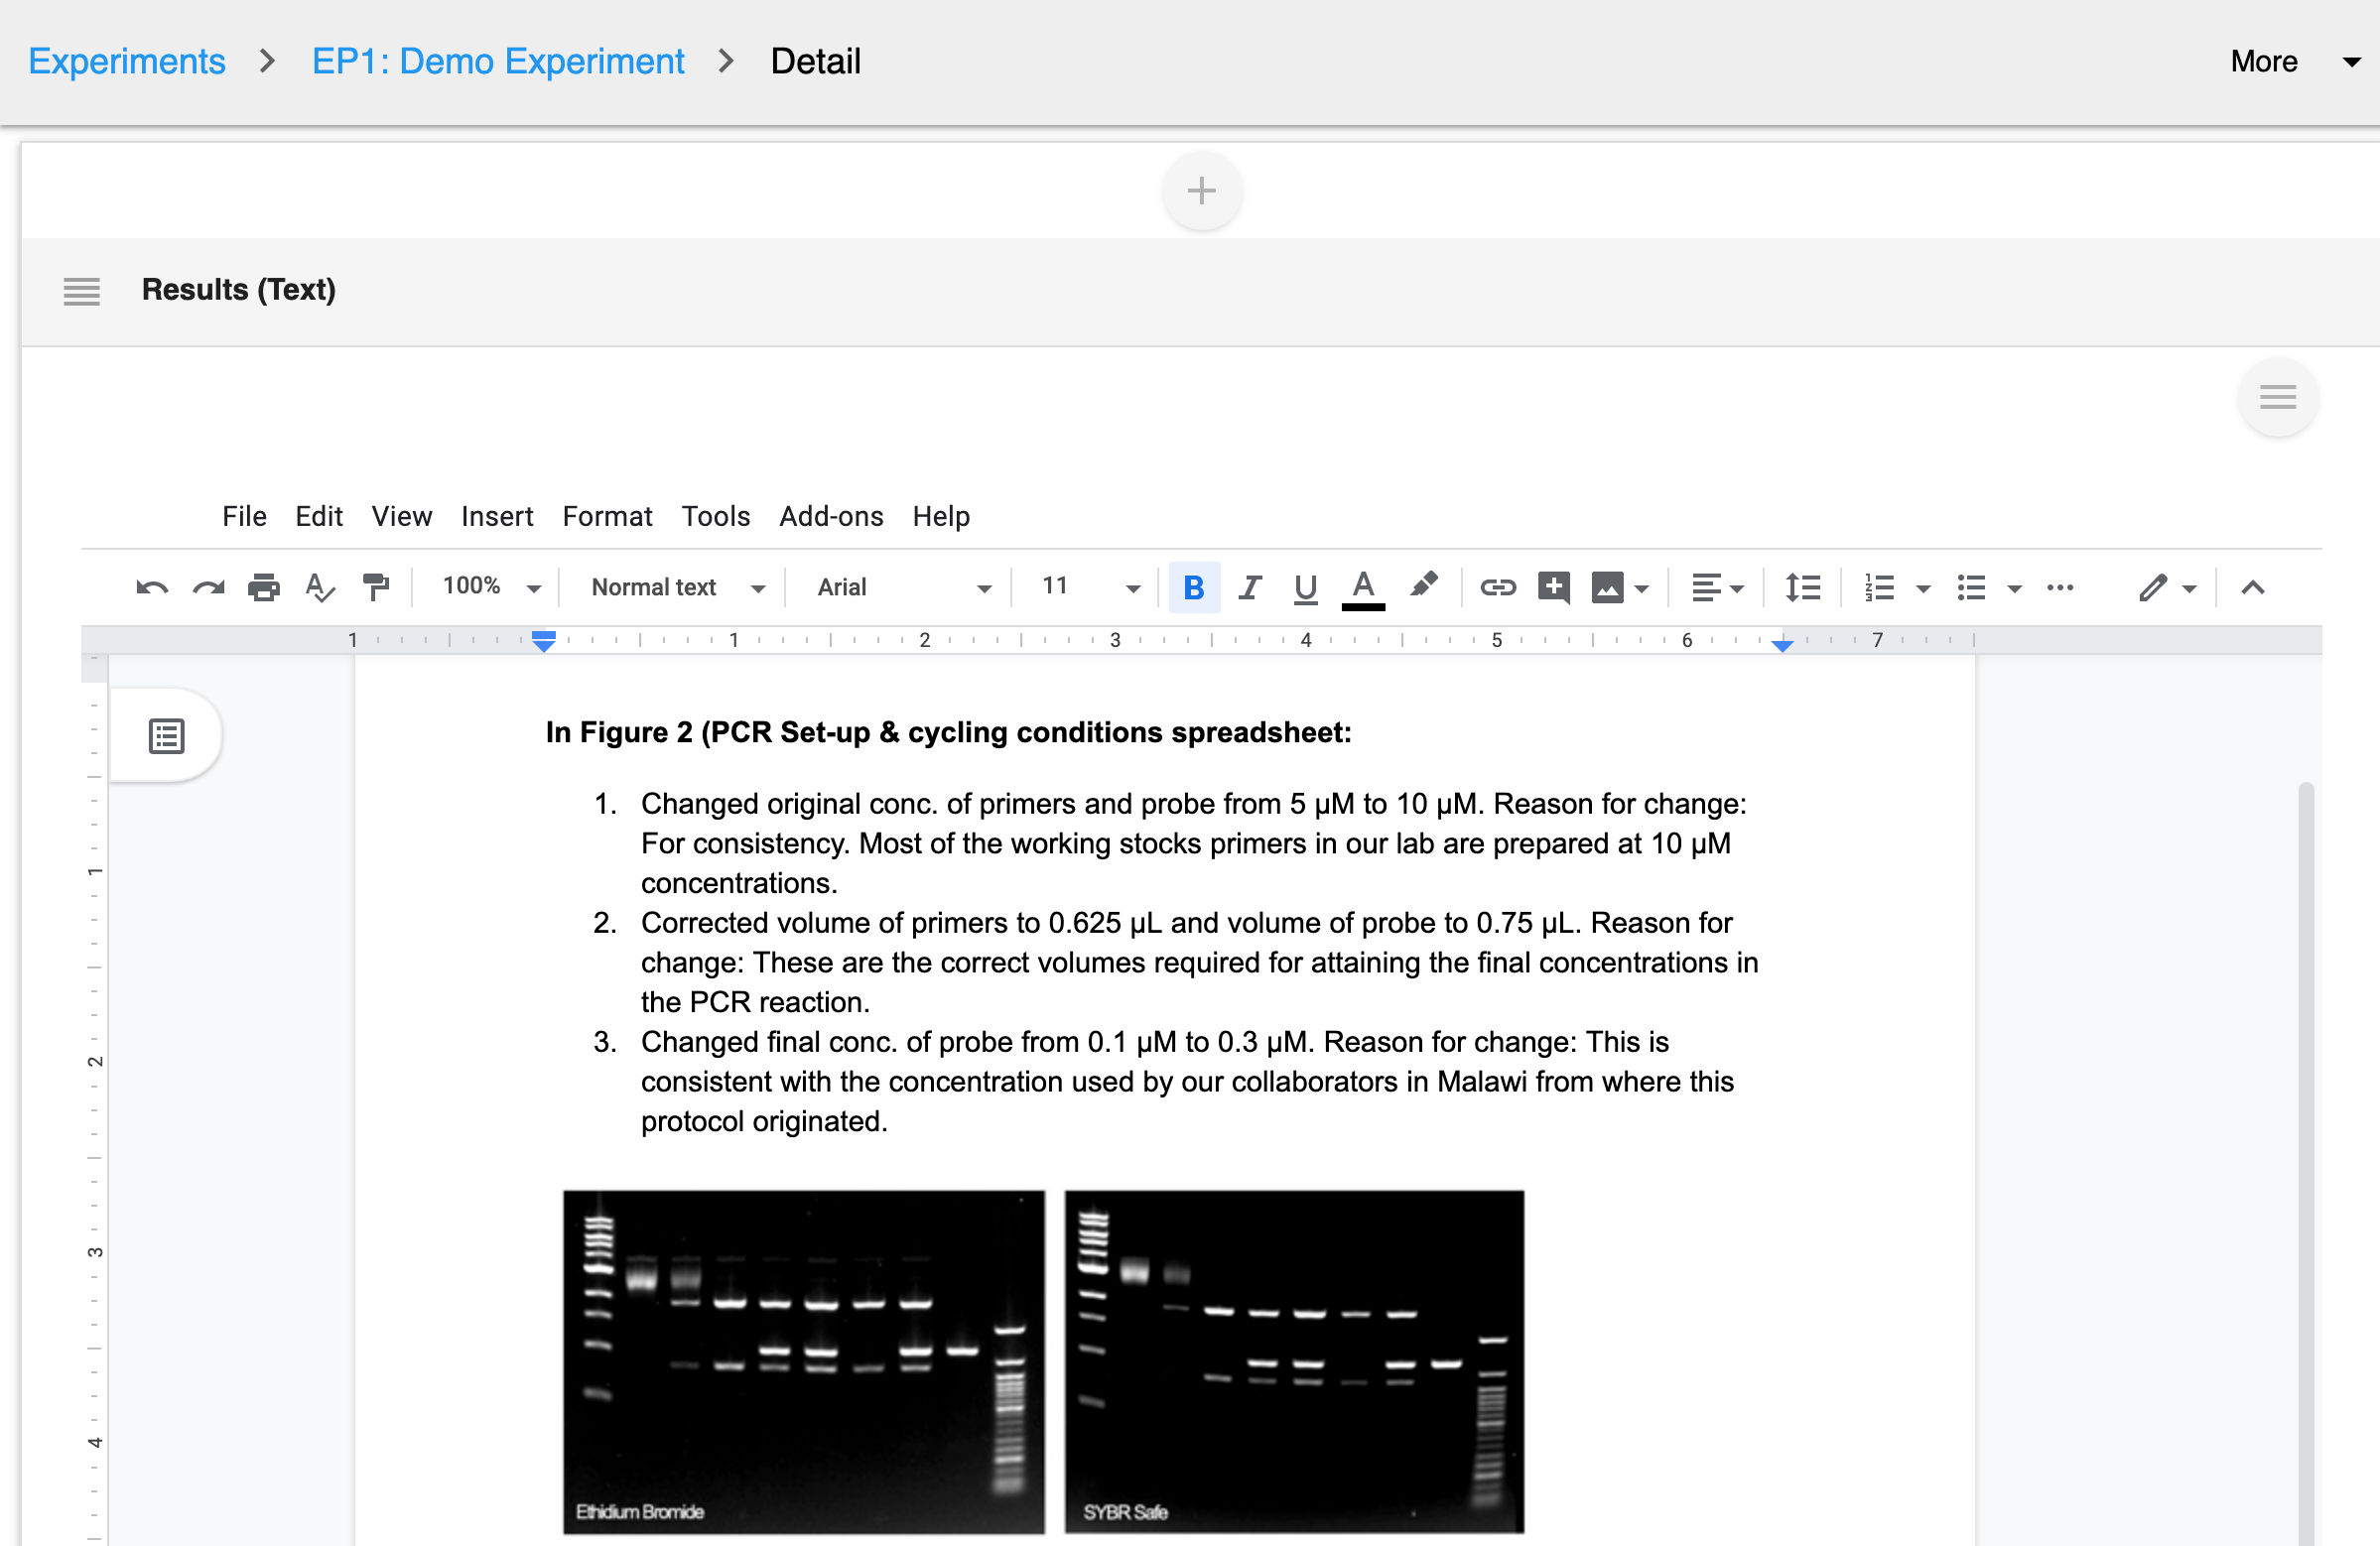 Experiments > EP1: Demo Experiment > Detail
More
Results (Text)
File Edit View Insert Format Tools Add-ons Help
100% Normal text Arial 11 B I U A
1 1 2 3 4 5 6 7
In Figure 2 (PCR Set-up & cycling conditions spreadsheet:
1. Changed original conc. of primers and probe from 5 µM to 10 µM. Reason for change:
For consistency. Most of the working stocks primers in our lab are prepared at 10 µM
concentrations.
2. Corrected volume of primers to 0.625 µL and volume of probe to 0.75 µL. Reason for
change: These are the correct volumes required for attaining the final concentrations in
the PCR reaction.
3. Changed final conc. of probe from 0.1 µM to 0.3 µM. Reason for change: This is
consistent with the concentration used by our collaborators in Malawi from where this
protocol originated.
1
2
3
4
Ethidium Bromide
SYBR Safe